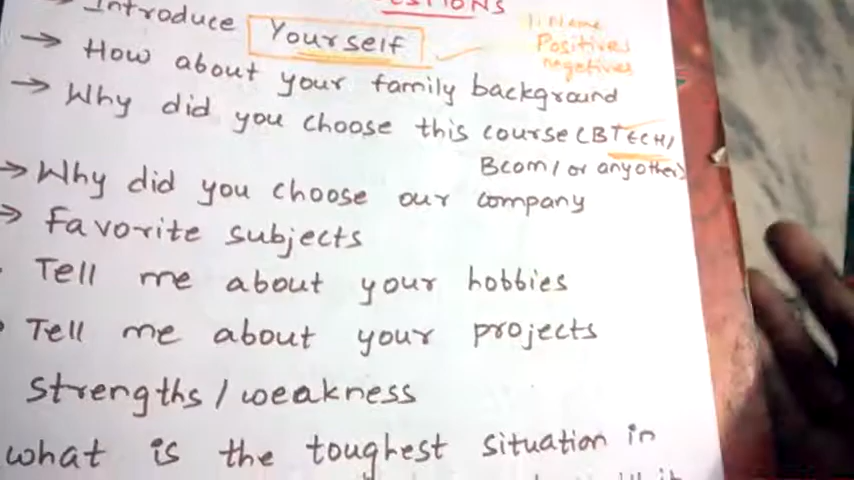 Introduce Yourself
1. Name
Positives
negetives
→ How about your family background
→ Why did you choose this course (BTECH/
Bcom/or anyother)
→ Why did you choose our company
→ Favorite subjects
Tell me about your hobbies
Tell me about your projects
Strengths/weakness
what is the toughest situation in